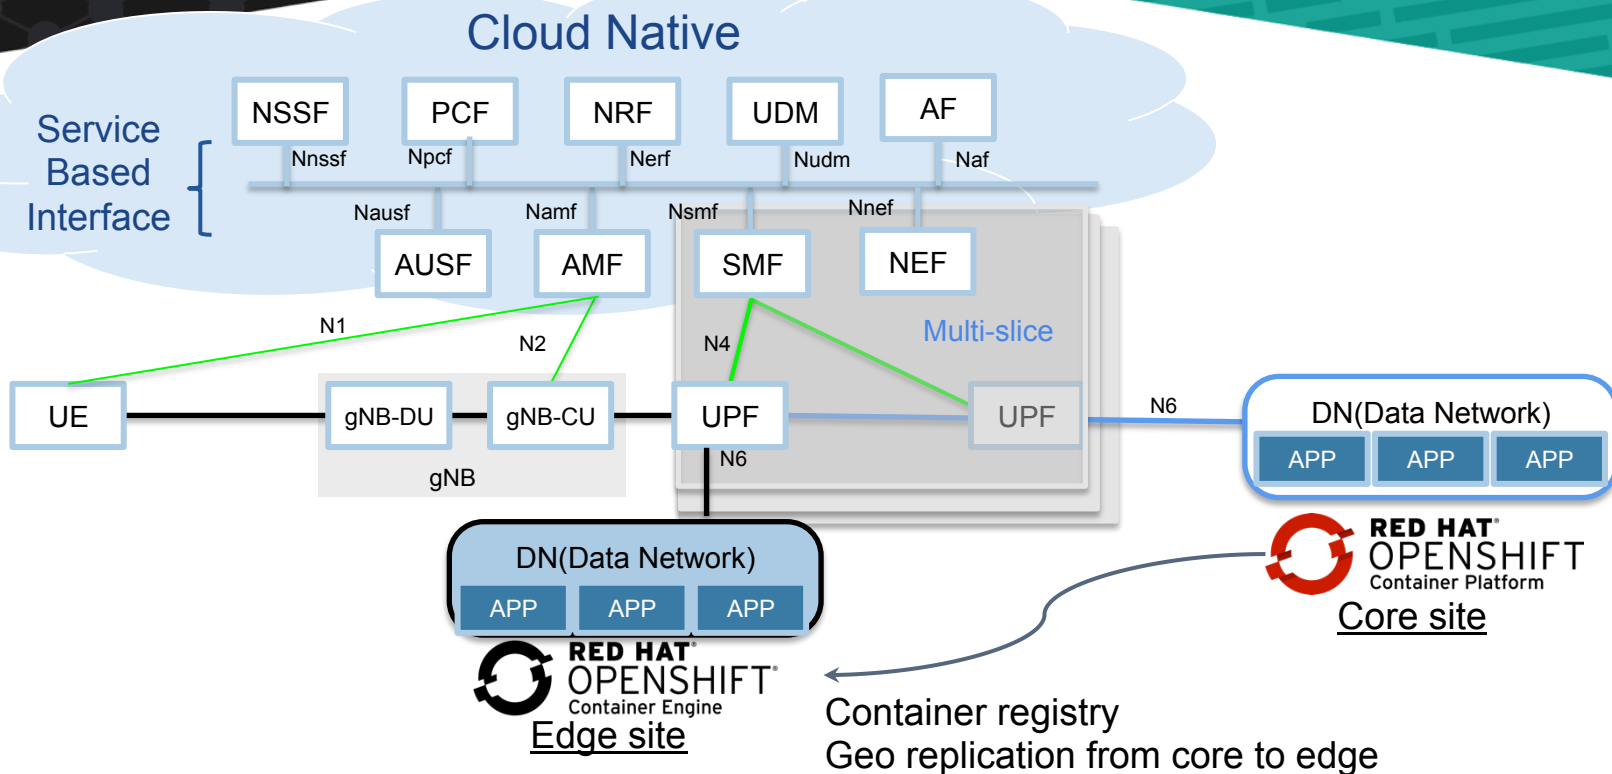 Cloud Native
Service
Based
Interface
NSSF
PCF
NRF
UDM
AF
Nnssf
Npcf
Nerf
Nudm
Naf
Nausf
Namf
Nsmf
Nnef
AUSF
AMF
SMF
NEF
N1
N2
N4
Multi-slice
UE
gNB-DU
gNB-CU
UPF
UPF
N6
DN(Data Network)
APP
APP
APP
gNB
N6
DN(Data Network)
APP
APP
APP
RED HAT
OPENSHIFT
Container Platform
Core site
RED HAT
OPENSHIFT
Container Engine
Edge site
Container registry
Geo replication from core to edge